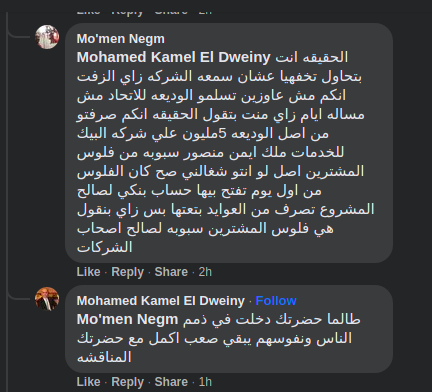 Like · Reply · Share · 2h
Mo'men Negm
Mohamed Kamel El Dweiny الحقيقه انت
بتحاول تخفهيا عشان سمعه الشركه زاي الزفت
انكم مش عاوزين تسلمو الوديعه للاتحاد مش
مساله ايام زاي منت بتقول الحقيقه انكم صرفتو
من اصل الوديعه 5مليون علي شركه البيك
للخدمات ملك ايمن منصور سبوبه من فلوس
المشترين اصل لو انتو شغالني صح كان الفلوس
من اول يوم تفتح بيها حساب بنكي لصالح
المشروع تصرف من العوايد بتعتها بس زاي بنقول
هي فلوس المشترين سبوبه لصالح اصحاب
الشركات
Like · Reply · Share · 2h
Mohamed Kamel El Dweiny · Follow
Mo'men Negm طالما حضرتك دخلت في ذمم
الناس ونفوسهم يبقي صعب اكمل مع حضرتك
المناقشه
Like · Reply · Share · 1h